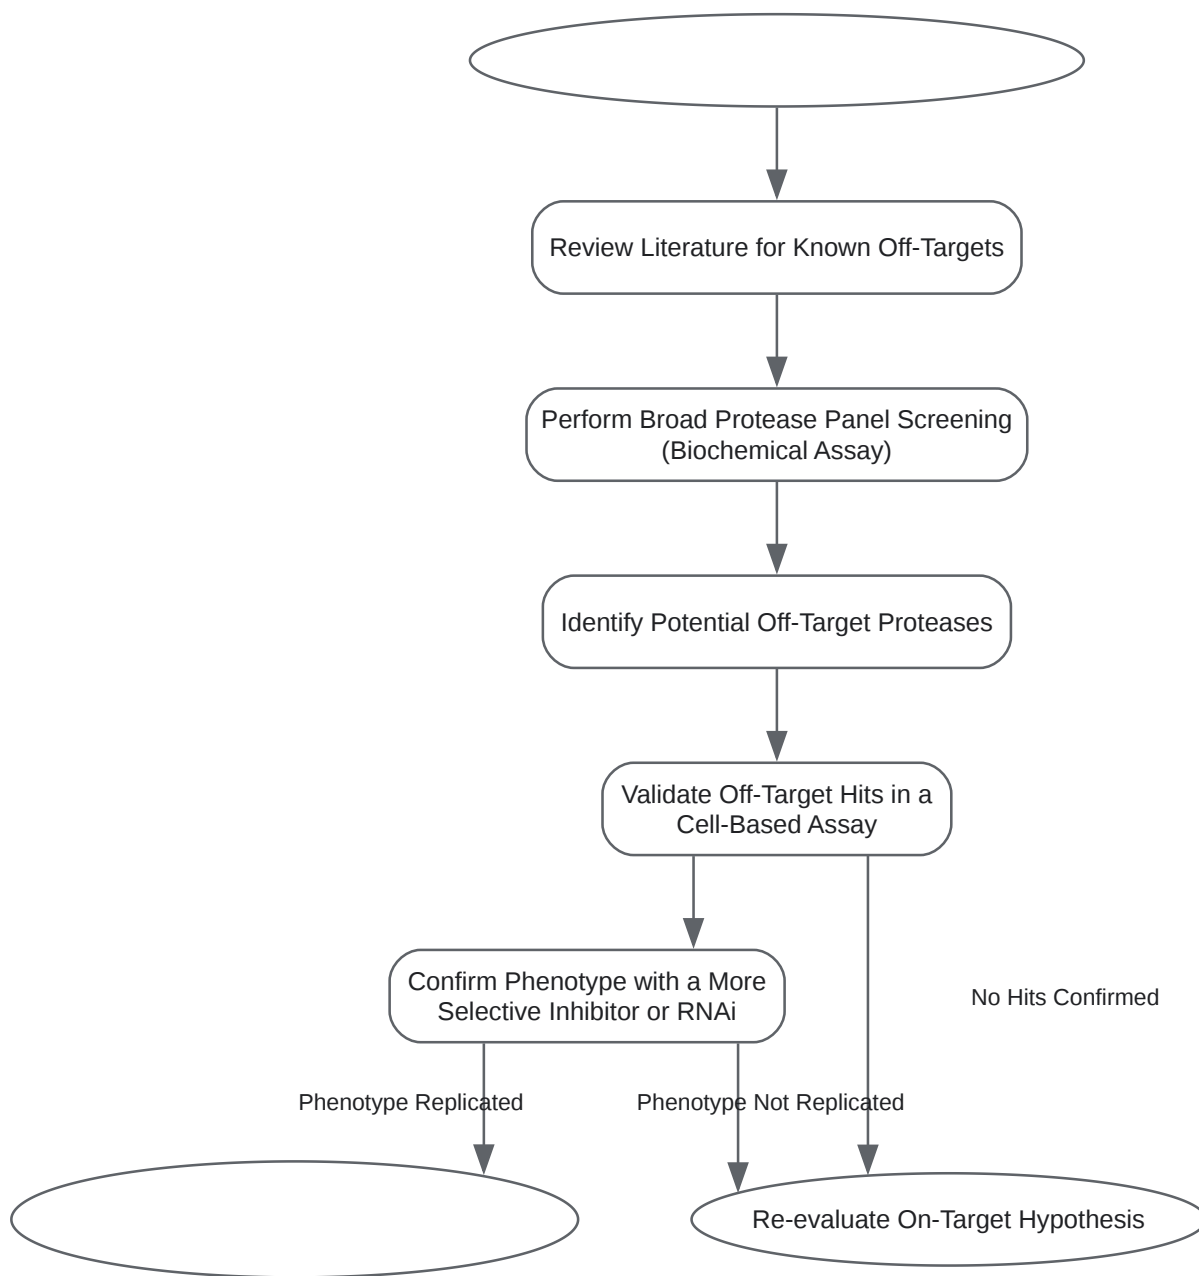 Review Literature for Known Off-Targets
Perform Broad Protease Panel Screening
(Biochemical Assay)
Identify Potential Off-Target Proteases
Validate Off-Target Hits in a
Cell-Based Assay
Confirm Phenotype with a More
Selective Inhibitor or RNAi
No Hits Confirmed
Phenotype Replicated
Phenotype Not Replicated
Re-evaluate On-Target Hypothesis